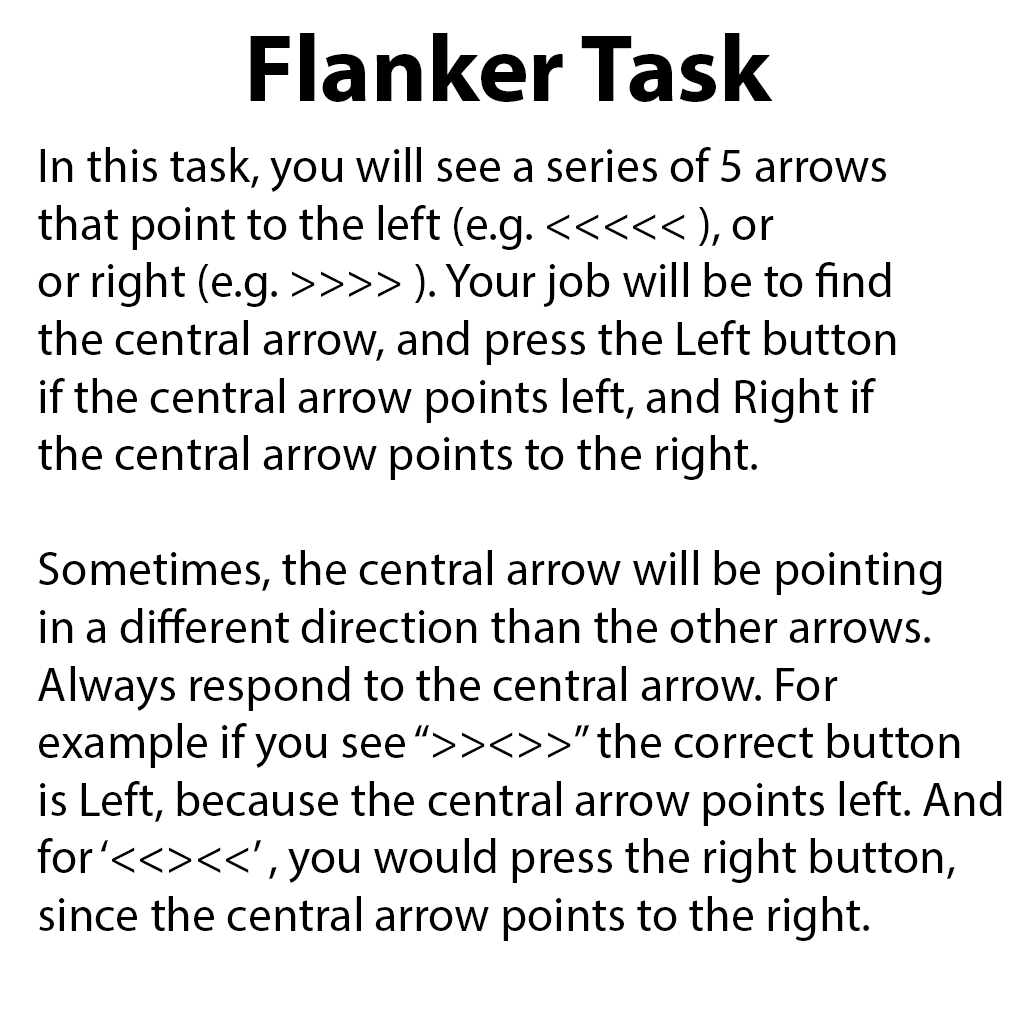 Flanker Task
In this task, you will see a series of 5 arrows
that point to the left (e.g. <<<<< ), or
or right (e.g. >>>> ). Your job will be to find
the central arrow, and press the Left button
if the central arrow points left, and Right if
the central arrow points to the right.
Sometimes, the central arrow will be pointing
in a different direction than the other arrows.
Always respond to the central arrow. For
example if you see “>><>>” the correct button
is Left, because the central arrow points left. And
for ‘<<><<’ , you would press the right button,
since the central arrow points to the right.